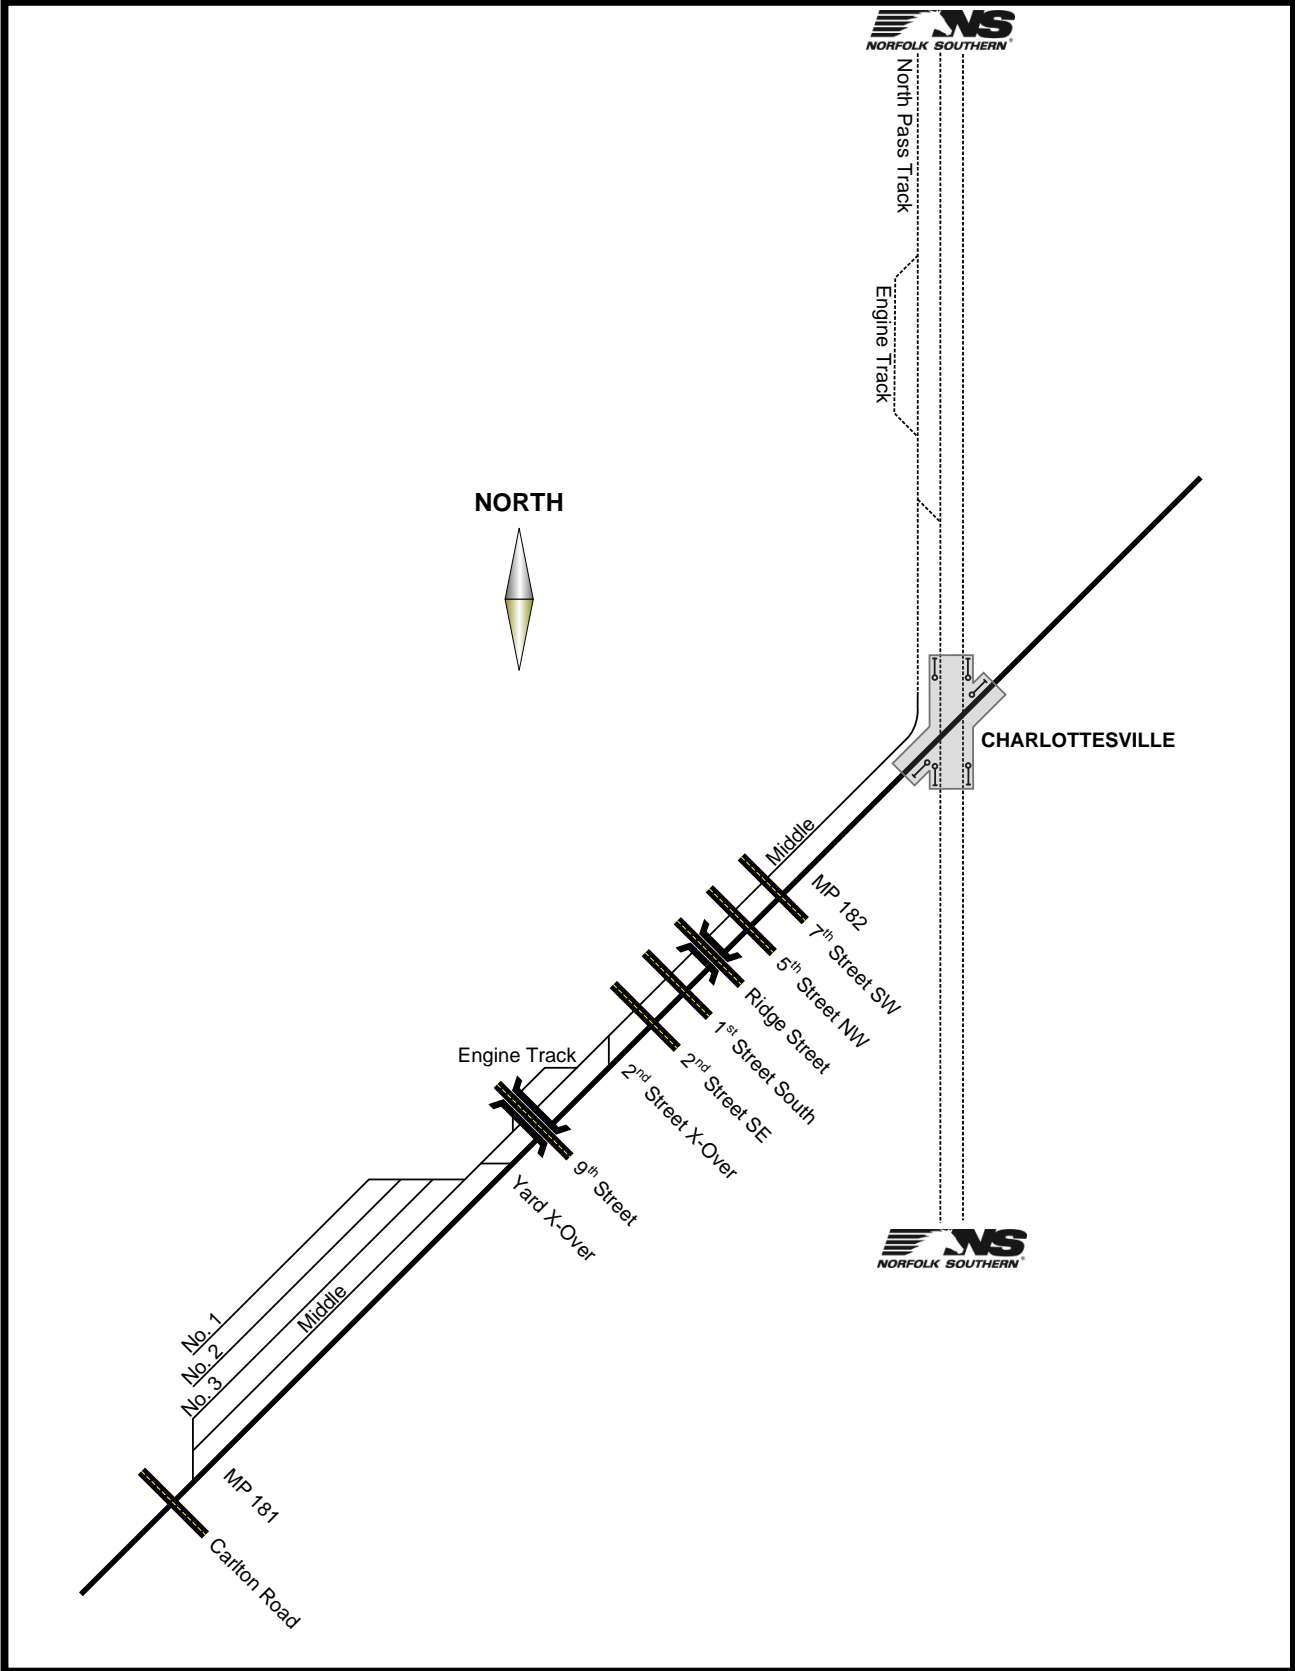 NS
NORFOLK SOUTHERN®
North Pass Track
Engine Track
NORTH
CHARLOTTESVILLE
Middle
MP 182
7th Street SW
5th Street NW
Ridge Street
1st Street South
2nd Street SE
2nd Street X-Over
Engine Track
9th Street
Yard X-Over
NS
NORFOLK SOUTHERN®
Middle
No. 1
No. 2
No. 3
MP 181
Carlton Road